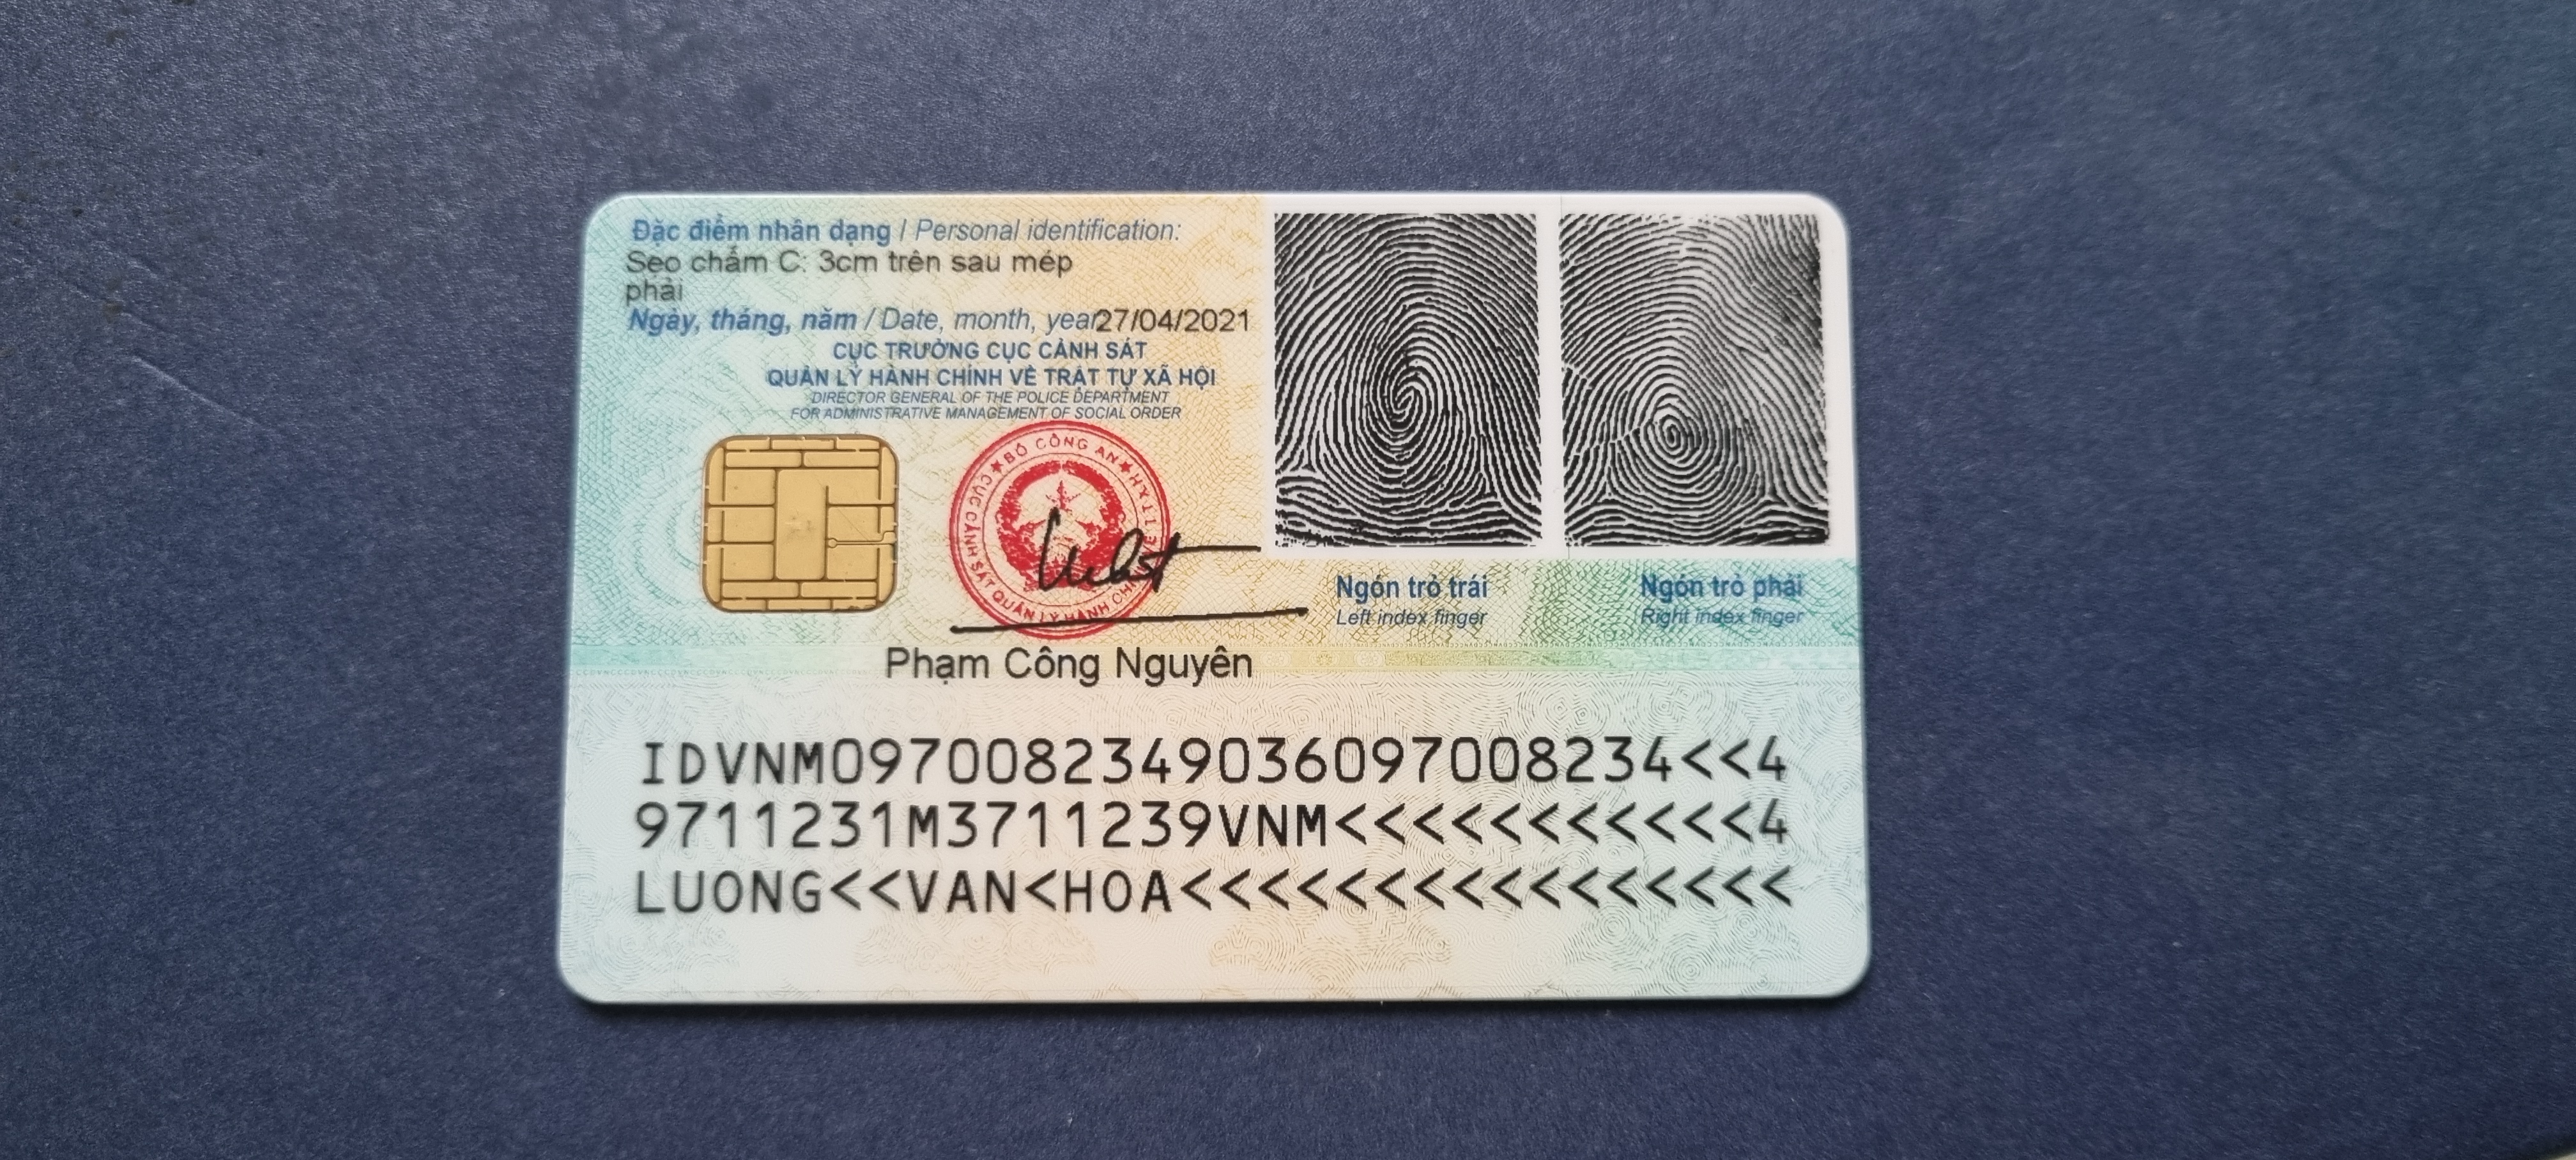 Đặc điểm nhân dạng / Personal identification:
Sẹo chấm C: 3cm trên sau mép
phải
Ngày, tháng, năm / Date, month, year27/04/2021
CỤC TRƯỞNG CỤC CẢNH SÁT
QUẢN LÝ HÀNH CHÍNH VỀ TRẬT TỰ XÃ HỘI
DIRECTOR GENERAL OF THE POLICE DEPARTMENT
FOR ADMINISTRATIVE MANAGEMENT OF SOCIAL ORDER
BỘ CÔNG AN
CỤC CẢNH SÁT QUẢN LÝ HÀNH CHÍNH VỀ TTXH
Phạm Công Nguyên
Ngón trỏ trái
Left index finger
Ngón trỏ phải
Right index finger
IDVNM0970082349036097008234<<4
9711231M3711239VNM<<<<<<<<<<<4
LUONG<<VAN<HOA<<<<<<<<<<<<<<<<